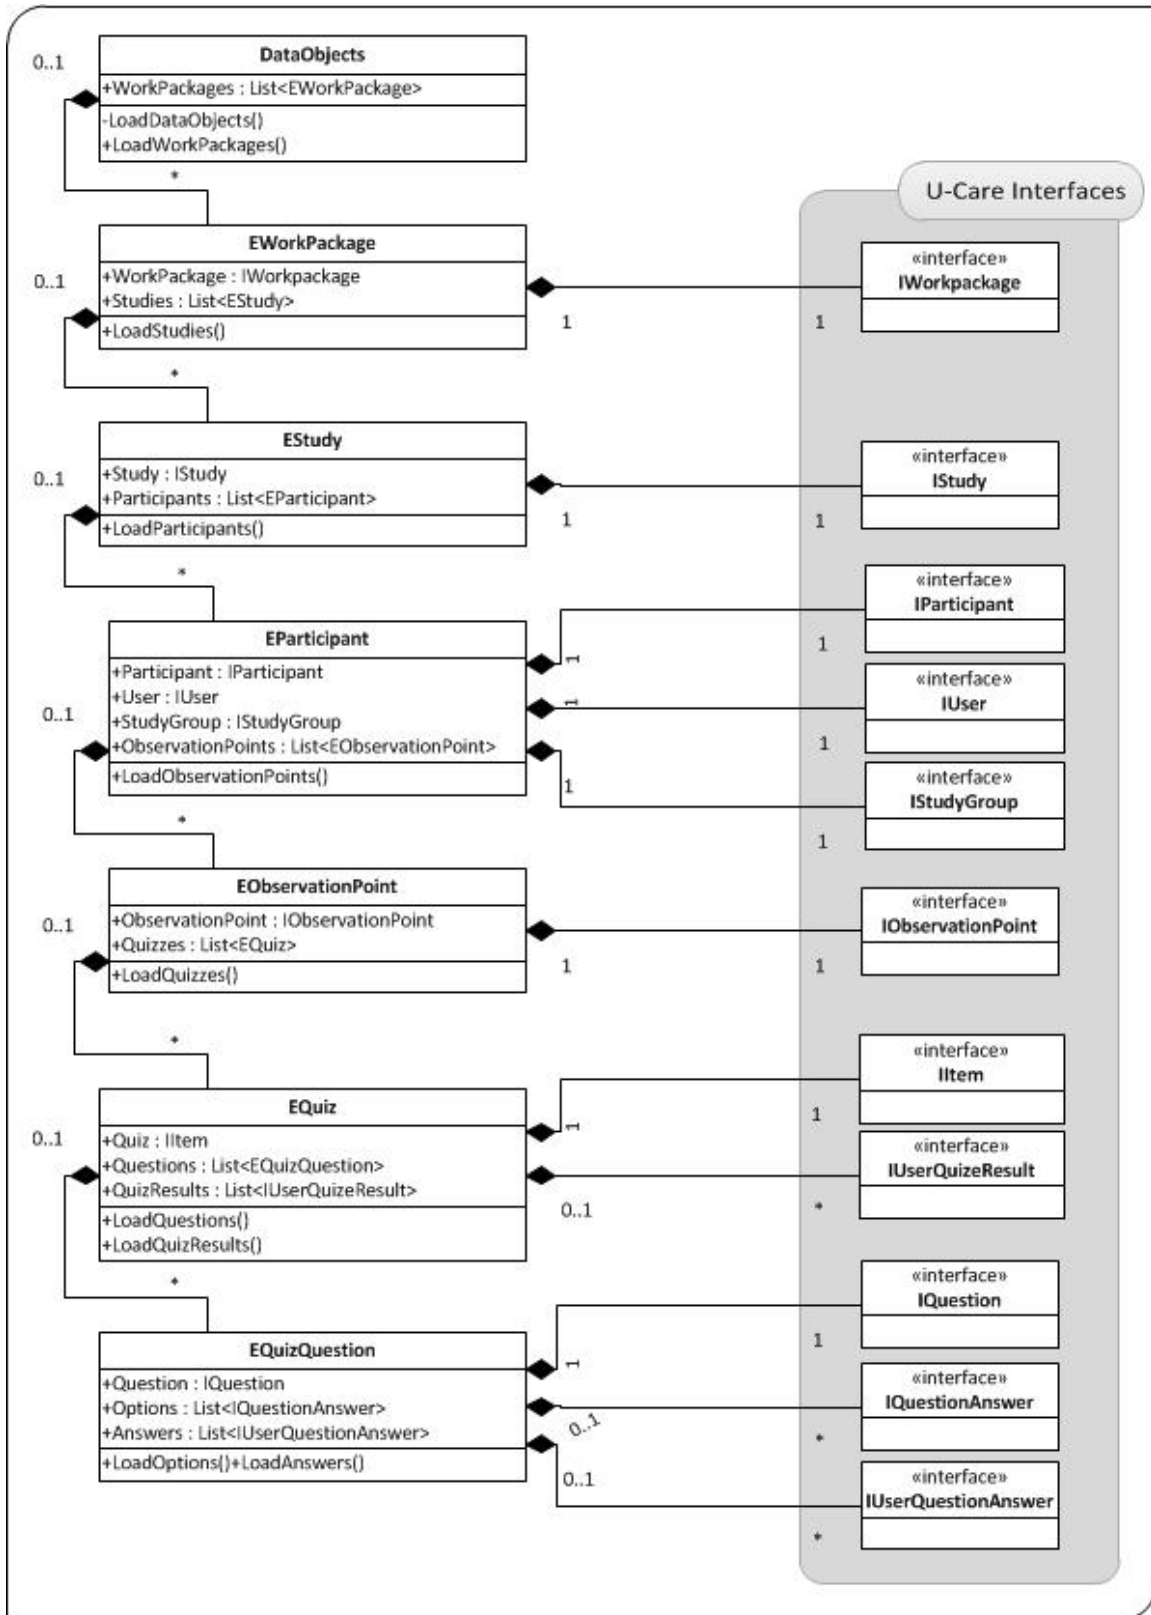 DataObjects
0..1
+WorkPackages : List<EWorkPackage>
-LoadDataObjects()
+LoadWorkPackages()
*
U-Care Interfaces
EWorkPackage
0..1
+WorkPackage : IWorkpackage
+Studies : List<EStudy>
+LoadStudies()
«interface»
IWorkpackage
1
1
*
EStudy
0..1
+Study : IStudy
+Participants : List<EParticipant>
+LoadParticipants()
«interface»
IStudy
1
1
*
EParticipant
0..1
+Participant : IParticipant
+User : IUser
+StudyGroup : IStudyGroup
+ObservationPoints : List<EObservationPoint>
+LoadObservationPoints()
«interface»
IParticipant
1
1
«interface»
IUser
1
1
«interface»
IStudyGroup
1
1
*
EObservationPoint
0..1
+ObservationPoint : IObservationPoint
+Quizzes : List<EQuiz>
+LoadQuizzes()
«interface»
IObservationPoint
1
1
*
EQuiz
0..1
+Quiz : IItem
+Questions : List<EQuizQuestion>
+QuizResults : List<IUserQuizeResult>
+LoadQuestions()
+LoadQuizResults()
«interface»
IItem
1
1
«interface»
IUserQuizeResult
0..1
*
*
EQuizQuestion
+Question : IQuestion
+Options : List<IQuestionAnswer>
+Answers : List<IUserQuestionAnswer>
+LoadOptions()+LoadAnswers()
«interface»
IQuestion
1
1
«interface»
IQuestionAnswer
0..1
*
«interface»
IUserQuestionAnswer
0..1
*